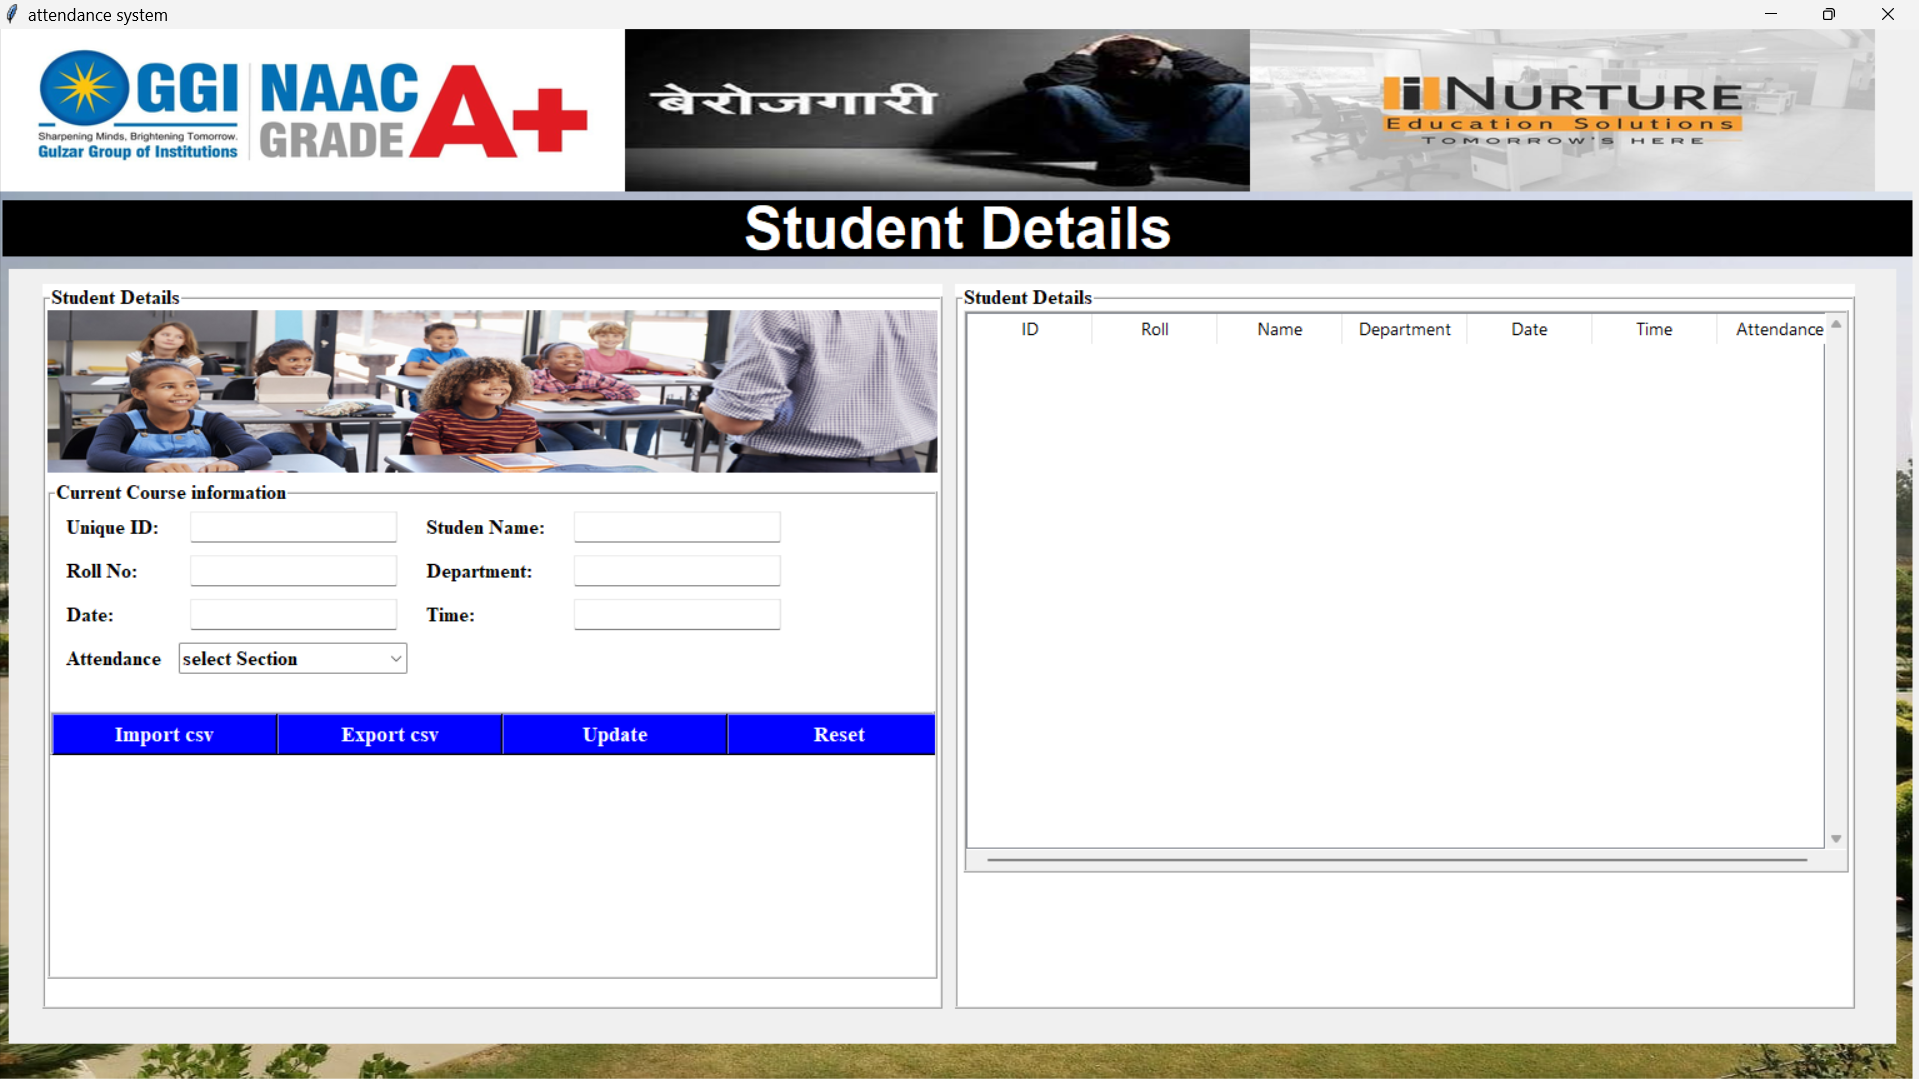 attendance system
GGI NAAC A+
GRADE
Sharpening Minds, Brightening Tomorrow.
Gulzar Group of Institutions
बेरोजगारी
NURTURE
Education Solutions
TOMORROW'S HERE
Student Details
Student Details
Current Course information
Unique ID:
Studen Name:
Roll No:
Department:
Date:
Time:
Attendance select Section
Import csv Export csv Update Reset
Student Details
ID Roll Name Department Date Time Attendance